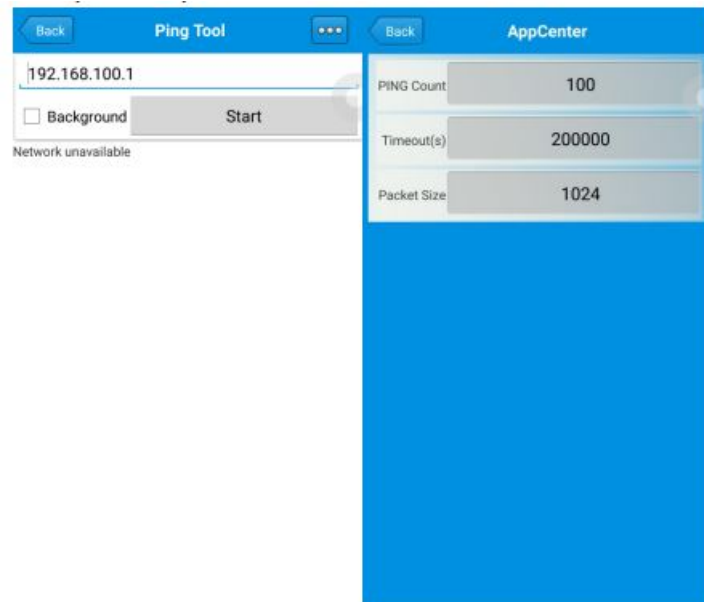 Back
Ping Tool
192.168.100.1
Background
Start
Network unavailable
Back
AppCenter
PING Count
100
Timeout(s)
200000
Packet Size
1024